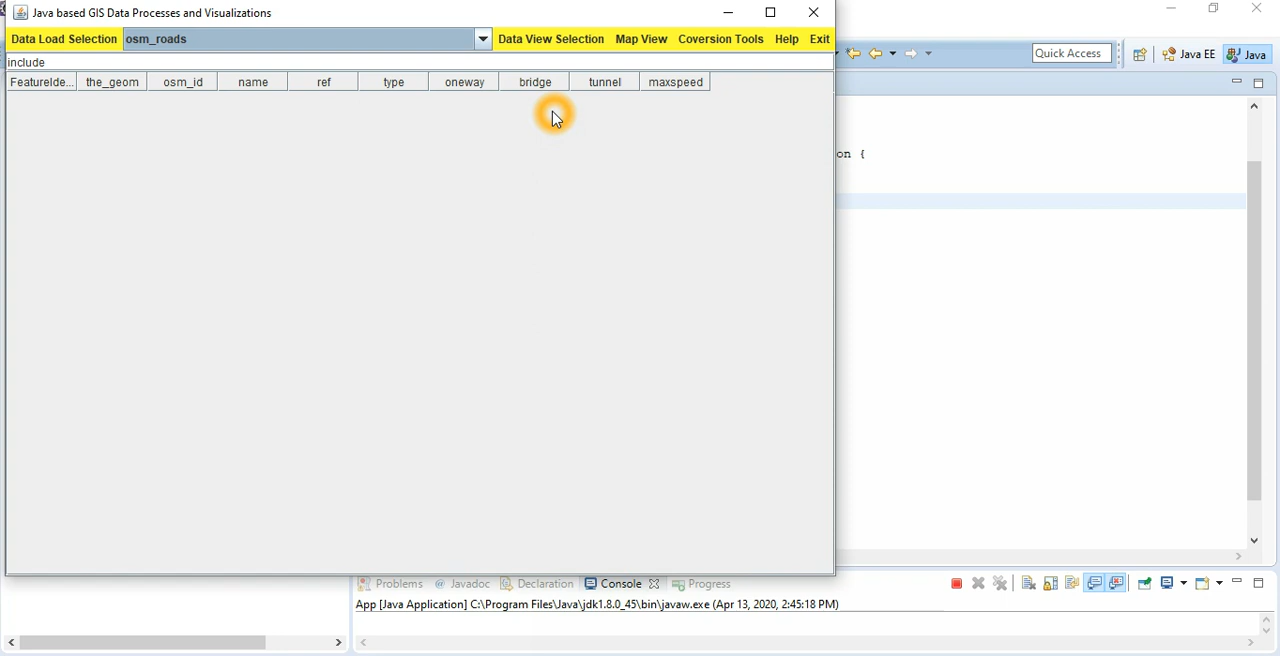 Java based GIS Data Processes and Visualizations
Data Load Selection osm_roads Data View Selection Map View Coversion Tools Help Exit
include
FeatureIde... the_geom osm_id name ref type oneway bridge tunnel maxspeed
Quick Access Java EE Java
on {
Problems @ Javadoc Declaration Console Progress
App [Java Application] C:\Program Files\Java\jdk1.8.0_45\bin\javaw.exe (Apr 13, 2020, 2:45:18 PM)